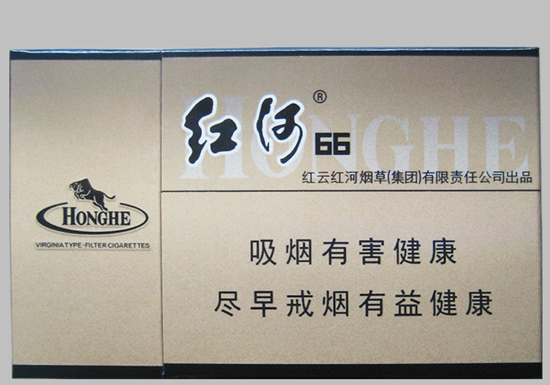 HONGHE
VIRGINIA TYPE·FILTER CIGARETTES
HONGHE
红河® 66
红云红河烟草(集团)有限责任公司出品
吸烟有害健康
尽早戒烟有益健康